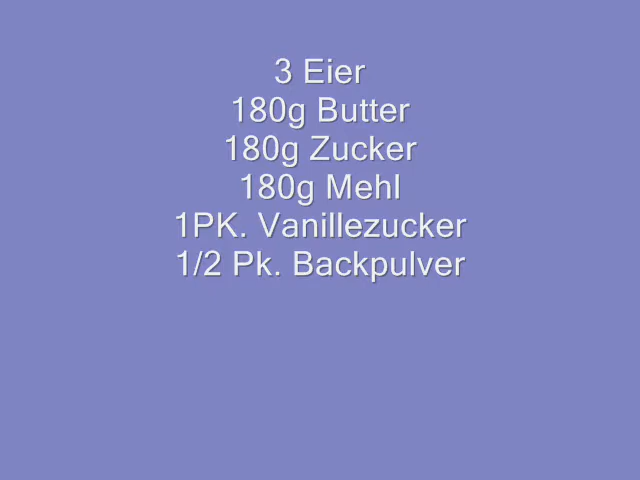 3 Eier
180g Butter
180g Zucker
180g Mehl
1PK. Vanillezucker
1/2 Pk. Backpulver